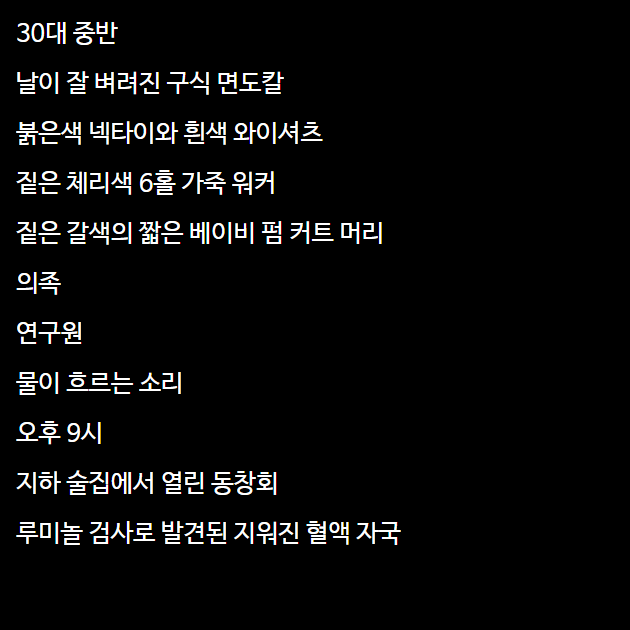 30대 중반
날이 잘 벼려진 구식 면도칼
붉은색 넥타이와 흰색 와이셔츠
짙은 체리색 6홀 가죽 워커
짙은 갈색의 짧은 베이비 펌 커트 머리
의족
연구원
물이 흐르는 소리
오후 9시
지하 술집에서 열린 동창회
루미놀 검사로 발견된 지워진 혈액 자국